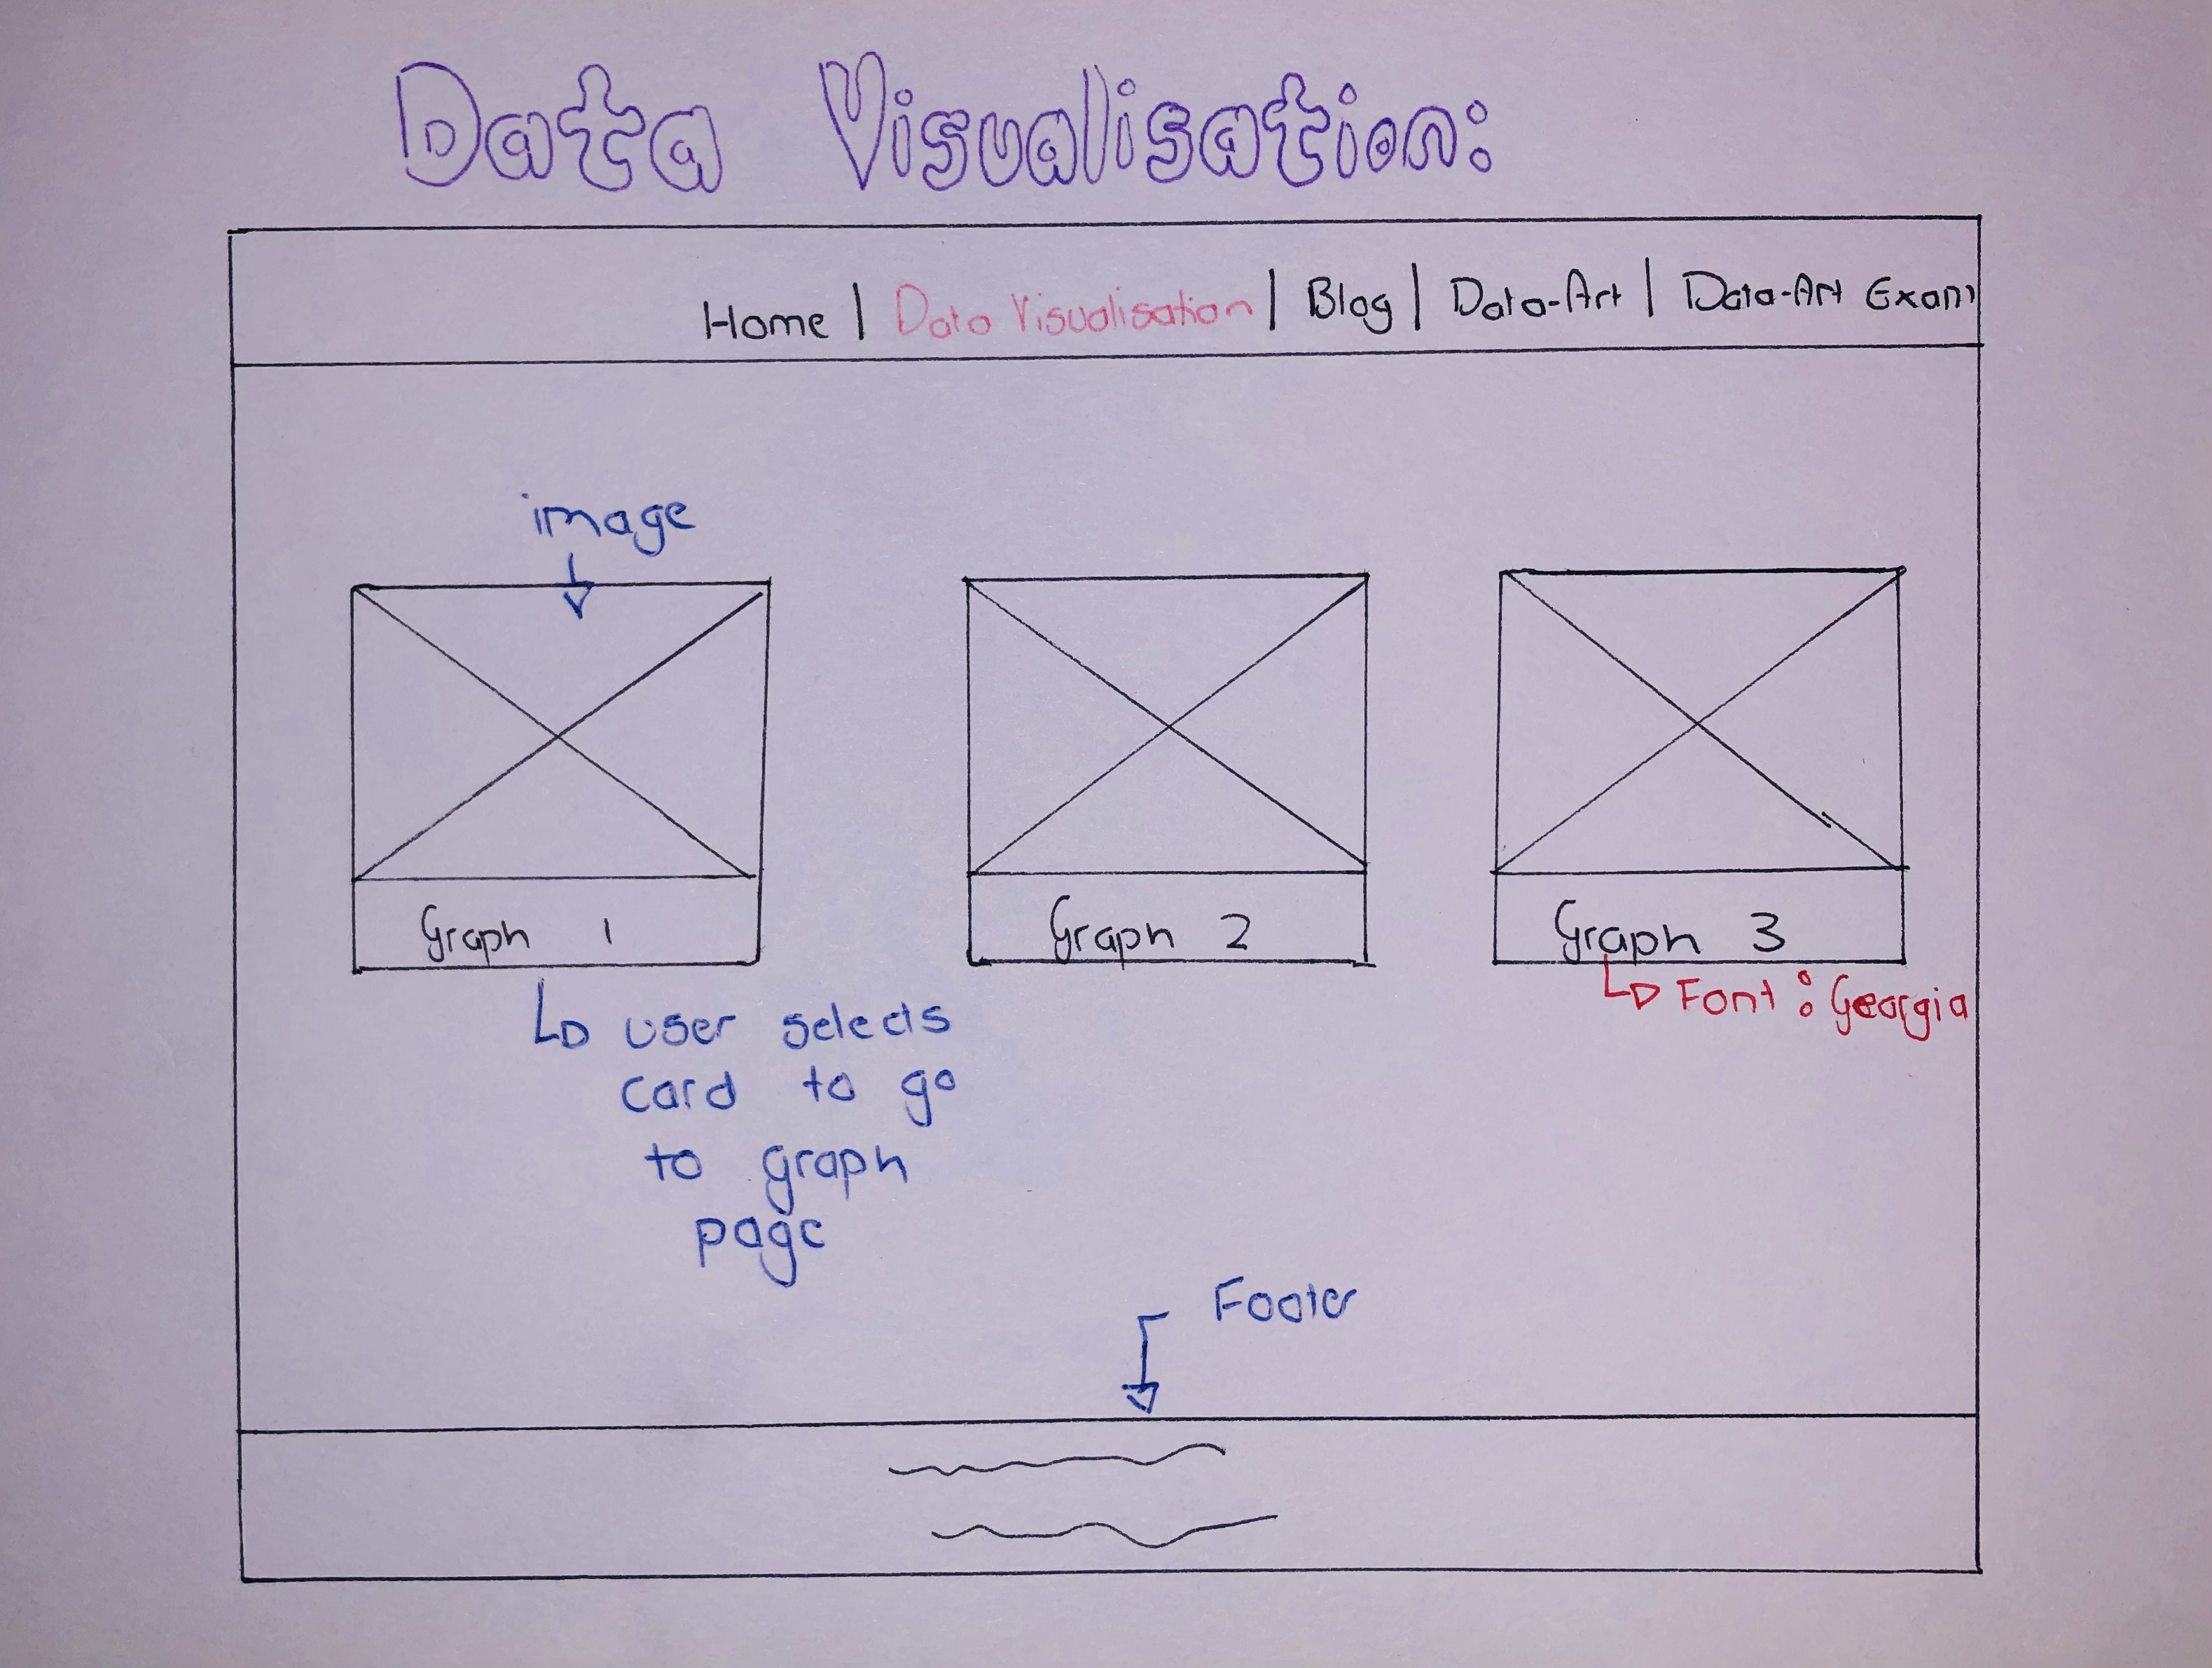 Data Visualisation:
Home | Data Visualisation | Blog | Data-Art | Data-Art Exam
image
Graph 1
Graph 2
Graph 3
Font : Georgia
user selects
card to go
to graph
page
Footer